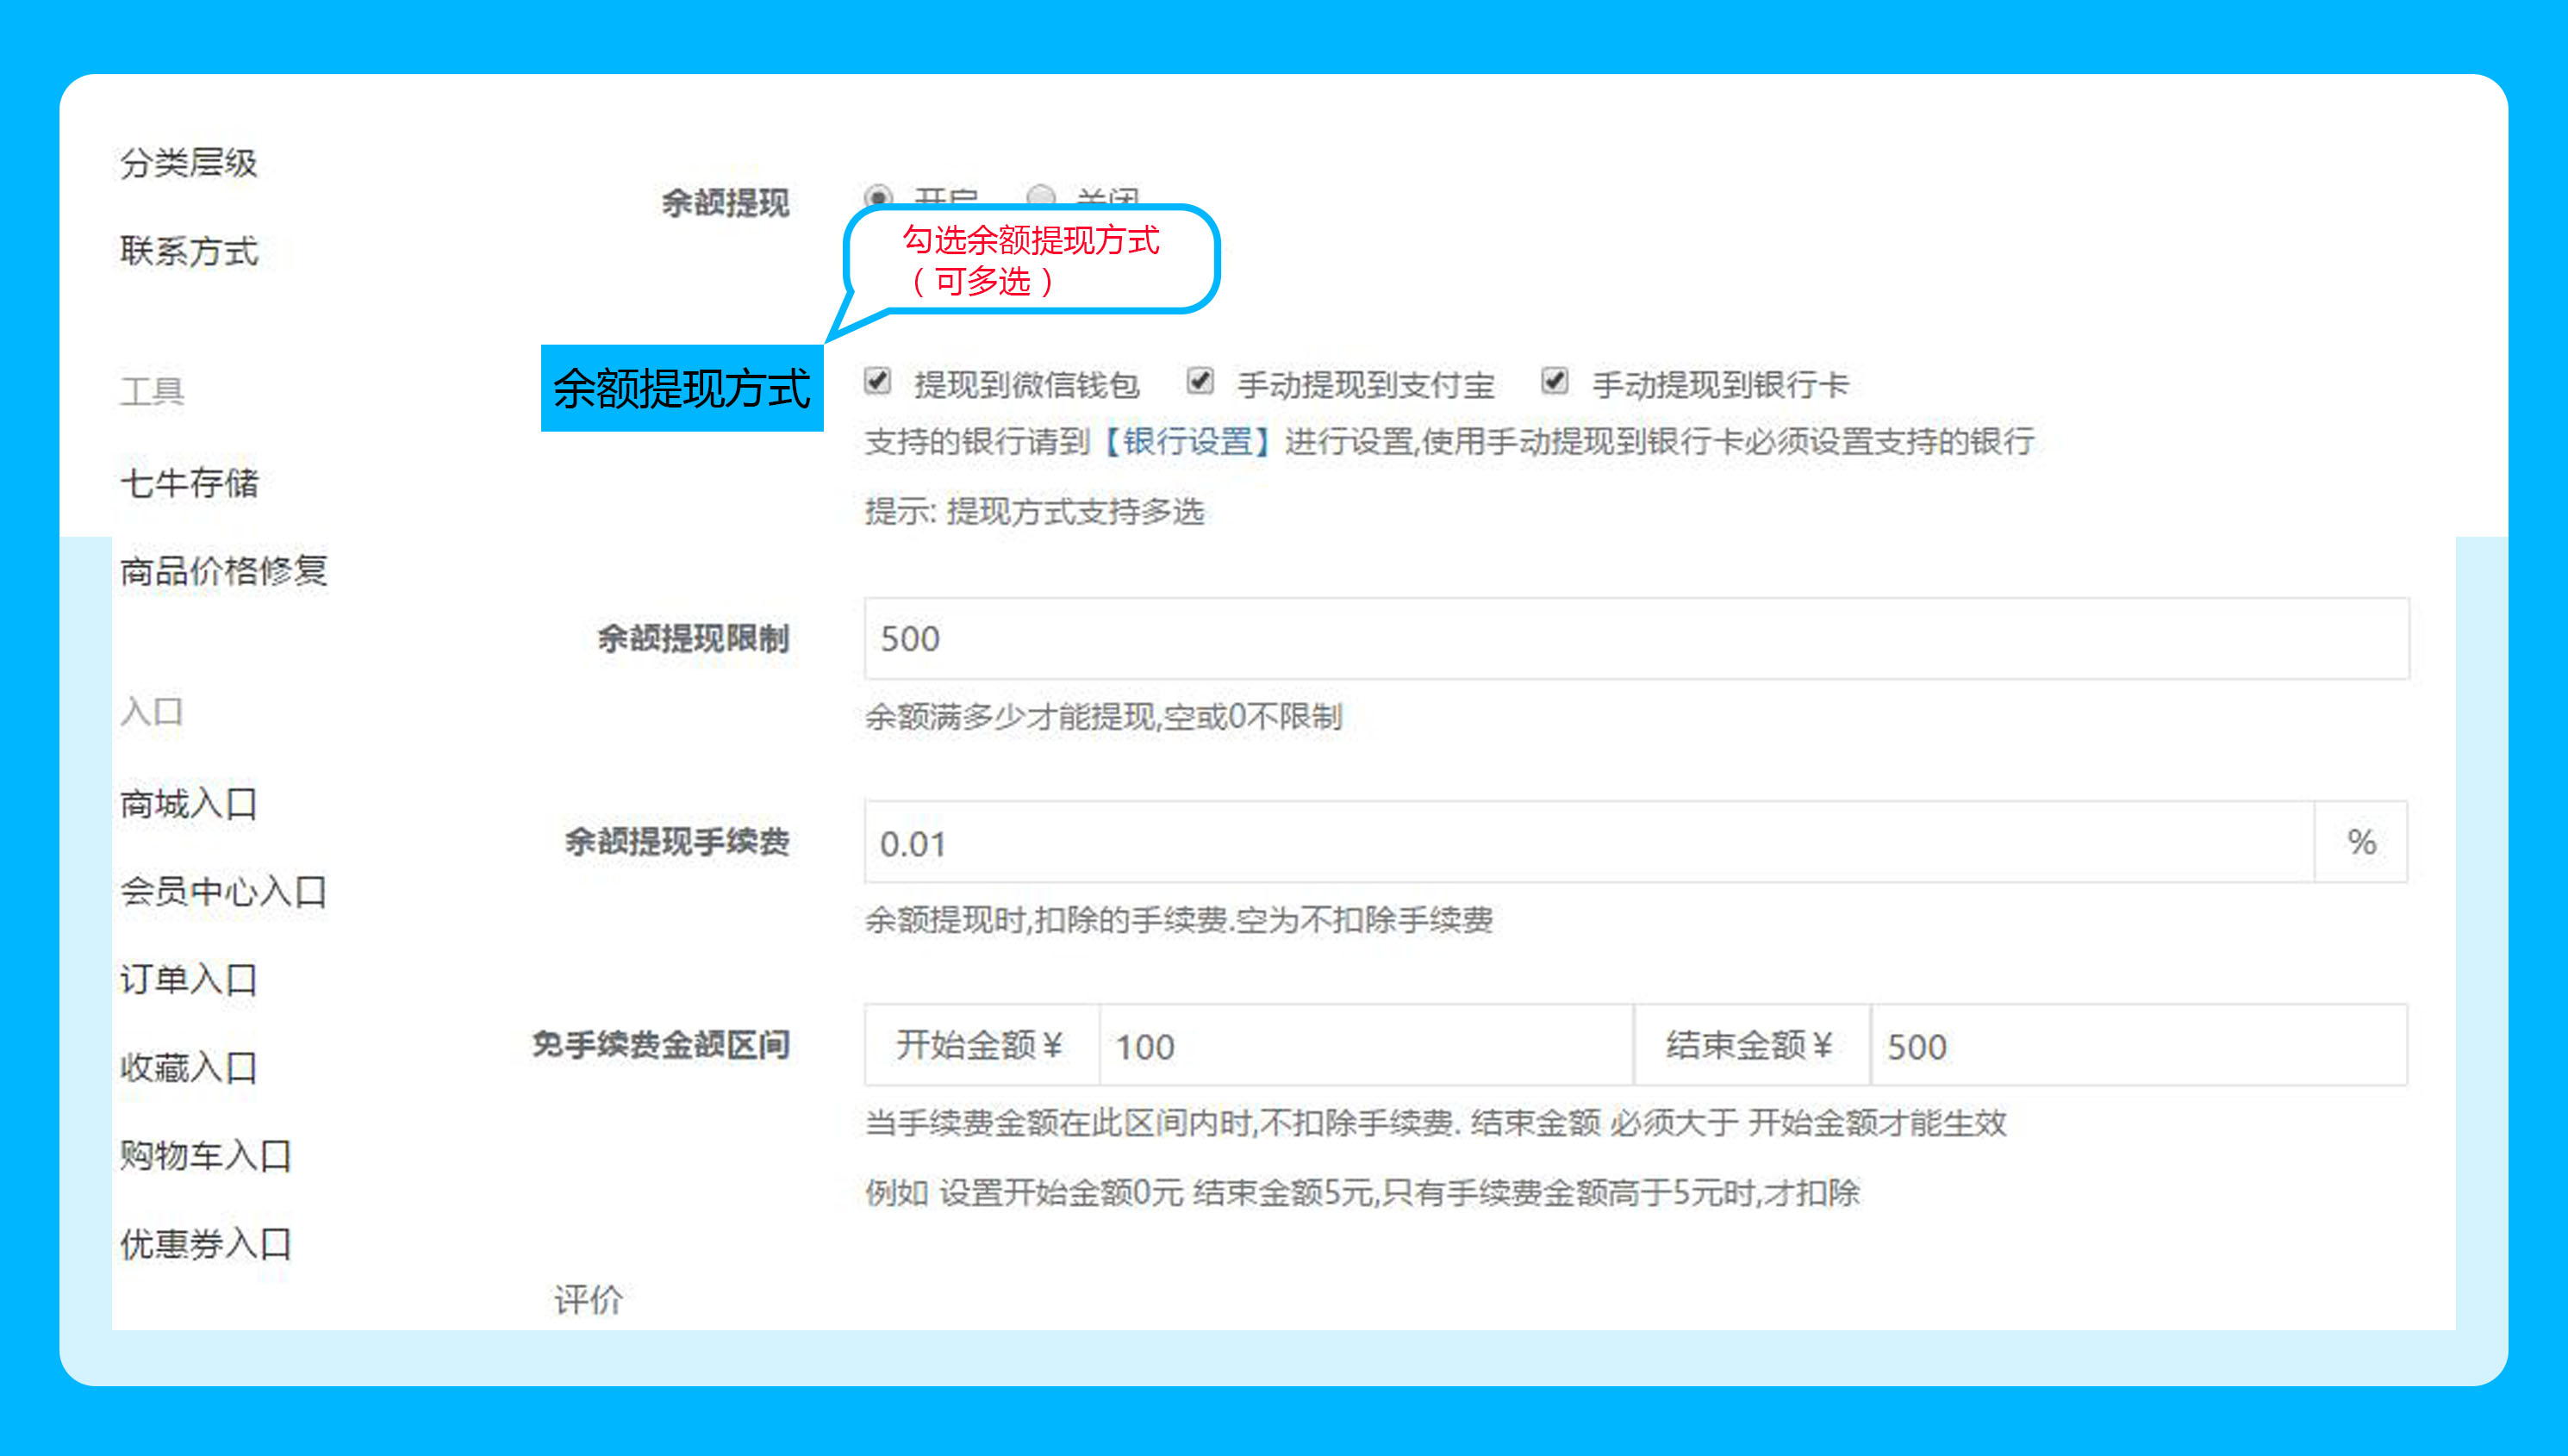 分类层级
联系方式
工具
七牛存储
商品价格修复
入口
商城入口
会员中心入口
订单入口
收藏入口
购物车入口
优惠券入口
余额提现
开启 关闭
勾选余额提现方式
（可多选）
余额提现方式
提现到微信钱包 手动提现到支付宝 手动提现到银行卡
支持的银行请到【银行设置】进行设置,使用手动提现到银行卡必须设置支持的银行
提示: 提现方式支持多选
余额提现限制
500
余额满多少才能提现,空或0不限制
余额提现手续费
0.01 %
余额提现时,扣除的手续费.空为不扣除手续费
免手续费金额区间
开始金额¥ 100 结束金额¥ 500
当手续费金额在此区间内时,不扣除手续费. 结束金额 必须大于 开始金额才能生效
例如 设置开始金额0元 结束金额5元,只有手续费金额高于5元时,才扣除
评价